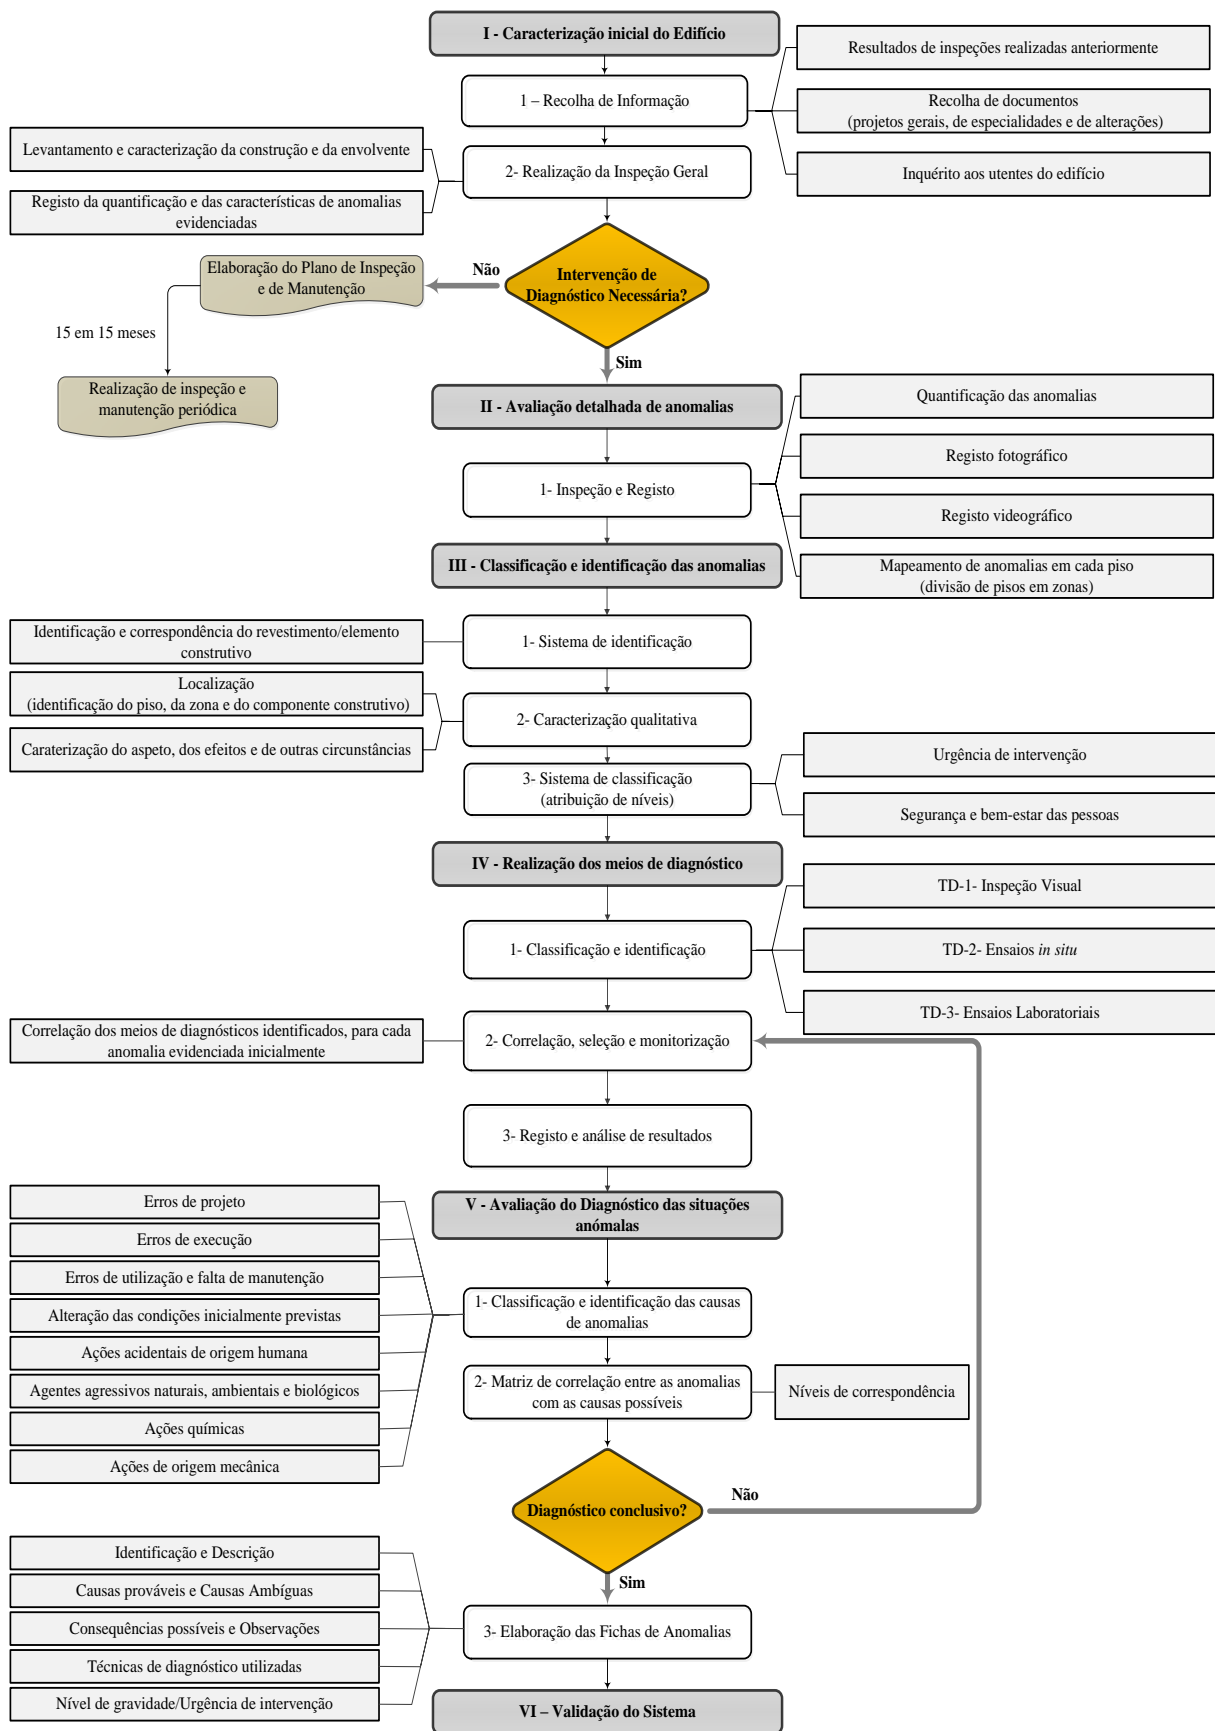 I - Caracterização inicial do Edifício
Resultados de inspeções realizadas anteriormente
1 – Recolha de Informação
Recolha de documentos
(projetos gerais, de especialidades e de alterações)
Levantamento e caracterização da construção e da envolvente
2- Realização da Inspeção Geral
Inquérito aos utentes do edifício
Registo da quantificação e das características de anomalias
evidenciadas
Elaboração do Plano de Inspeção
e de Manutenção
Não
Intervenção de
Diagnóstico Necessária?
15 em 15 meses
Sim
Realização de inspeção e
manutenção periódica
II - Avaliação detalhada de anomalias
Quantificação das anomalias
Registo fotográfico
1- Inspeção e Registo
Registo videográfico
III - Classificação e identificação das anomalias
Mapeamento de anomalias em cada piso
(divisão de pisos em zonas)
Identificação e correspondência do revestimento/elemento
construtivo
1- Sistema de identificação
Localização
(identificação do piso, da zona e do componente construtivo)
2- Caracterização qualitativa
Caraterização do aspeto, dos efeitos e de outras circunstâncias
Urgência de intervenção
3- Sistema de classificação
(atribuição de níveis)
Segurança e bem-estar das pessoas
IV - Realização dos meios de diagnóstico
TD-1- Inspeção Visual
1- Classificação e identificação
TD-2- Ensaios in situ
TD-3- Ensaios Laboratoriais
Correlação dos meios de diagnósticos identificados, para cada
anomalia evidenciada inicialmente
2- Correlação, seleção e monitorização
3- Registo e análise de resultados
Erros de projeto
V - Avaliação do Diagnóstico das situações
anómalas
Erros de execução
Erros de utilização e falta de manutenção
1- Classificação e identificação das causas
de anomalias
Alteração das condições inicialmente previstas
Ações acidentais de origem humana
Agentes agressivos naturais, ambientais e biológicos
2- Matriz de correlação entre as anomalias
com as causas possíveis
Níveis de correspondência
Ações químicas
Ações de origem mecânica
Não
Diagnóstico conclusivo?
Identificação e Descrição
Sim
Causas prováveis e Causas Ambíguas
Consequências possíveis e Observações
3- Elaboração das Fichas de Anomalias
Técnicas de diagnóstico utilizadas
Nível de gravidade/Urgência de intervenção
VI – Validação do Sistema